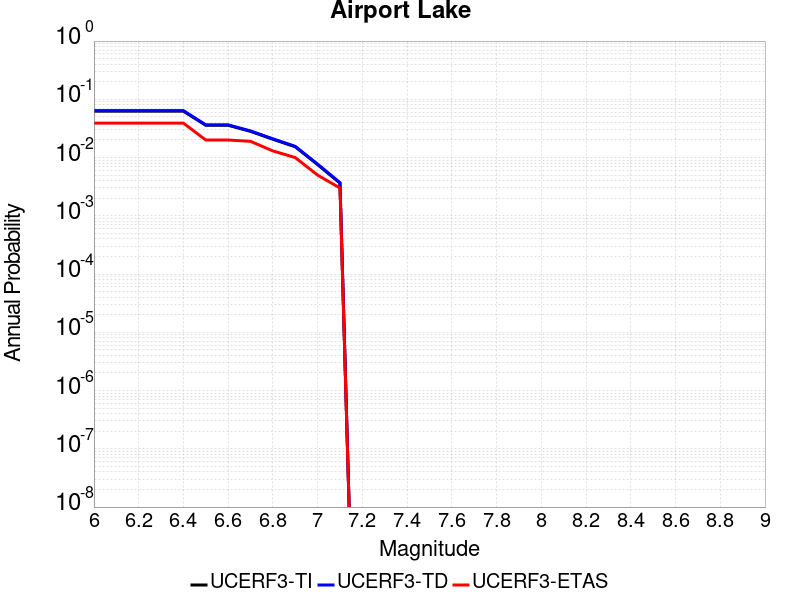 Airport Lake
10^0
10^-1
10^-2
10^-3
10^-4
10^-5
10^-6
10^-7
10^-8
Annual Probability
6 6.2 6.4 6.6 6.8 7 7.2 7.4 7.6 7.8 8 8.2 8.4 8.6 8.8 9
Magnitude
UCERF3-TI UCERF3-TD UCERF3-ETAS